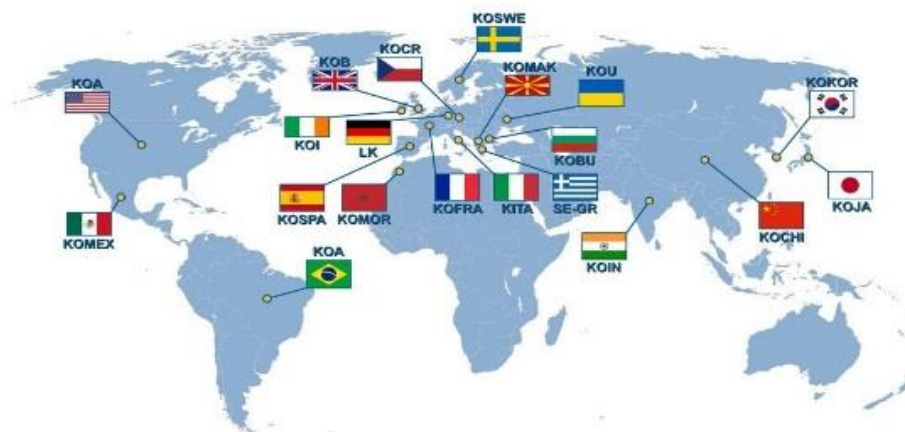 KOSWE
KOCR
KOB
KOMAK
KOU
KOA
KOKOR
KOI
LK
KOBU
KOSPA
KOMOR
KOFRA
KITA
SE-GR
KOJA
KOMEX
KOCHI
KOIN
KOA